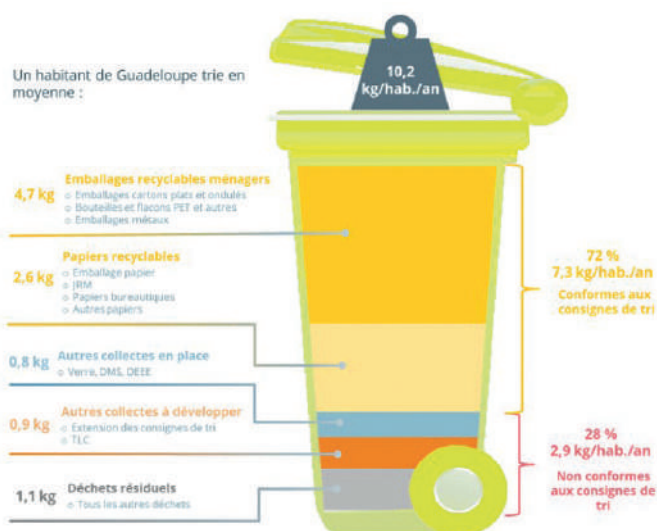 Un habitant de Guadeloupe trie en
moyenne :
10,2
kg/hab./an
4,7 kg
Emballages recyclables ménagers
o Emballages cartons plats et ondulés
o Bouteilles et flacons PET et autres
o Emballages métaux
2,6 kg
Papiers recyclables
o Emballage papier
o JRM
o Papiers bureautiques
o Autres papiers
0,8 kg
Autres collectes en place
o Verre, DMS, DEEE
0,9 kg
Autres collectes à développer
o Extension des consignes de tri
o TLC
1,1 kg
Déchets résiduels
o Tous les autres déchets
72 %
7,3 kg/hab./an
Conformes aux
consignes de tri
28 %
2,9 kg/hab./an
Non conformes
aux consignes de
tri